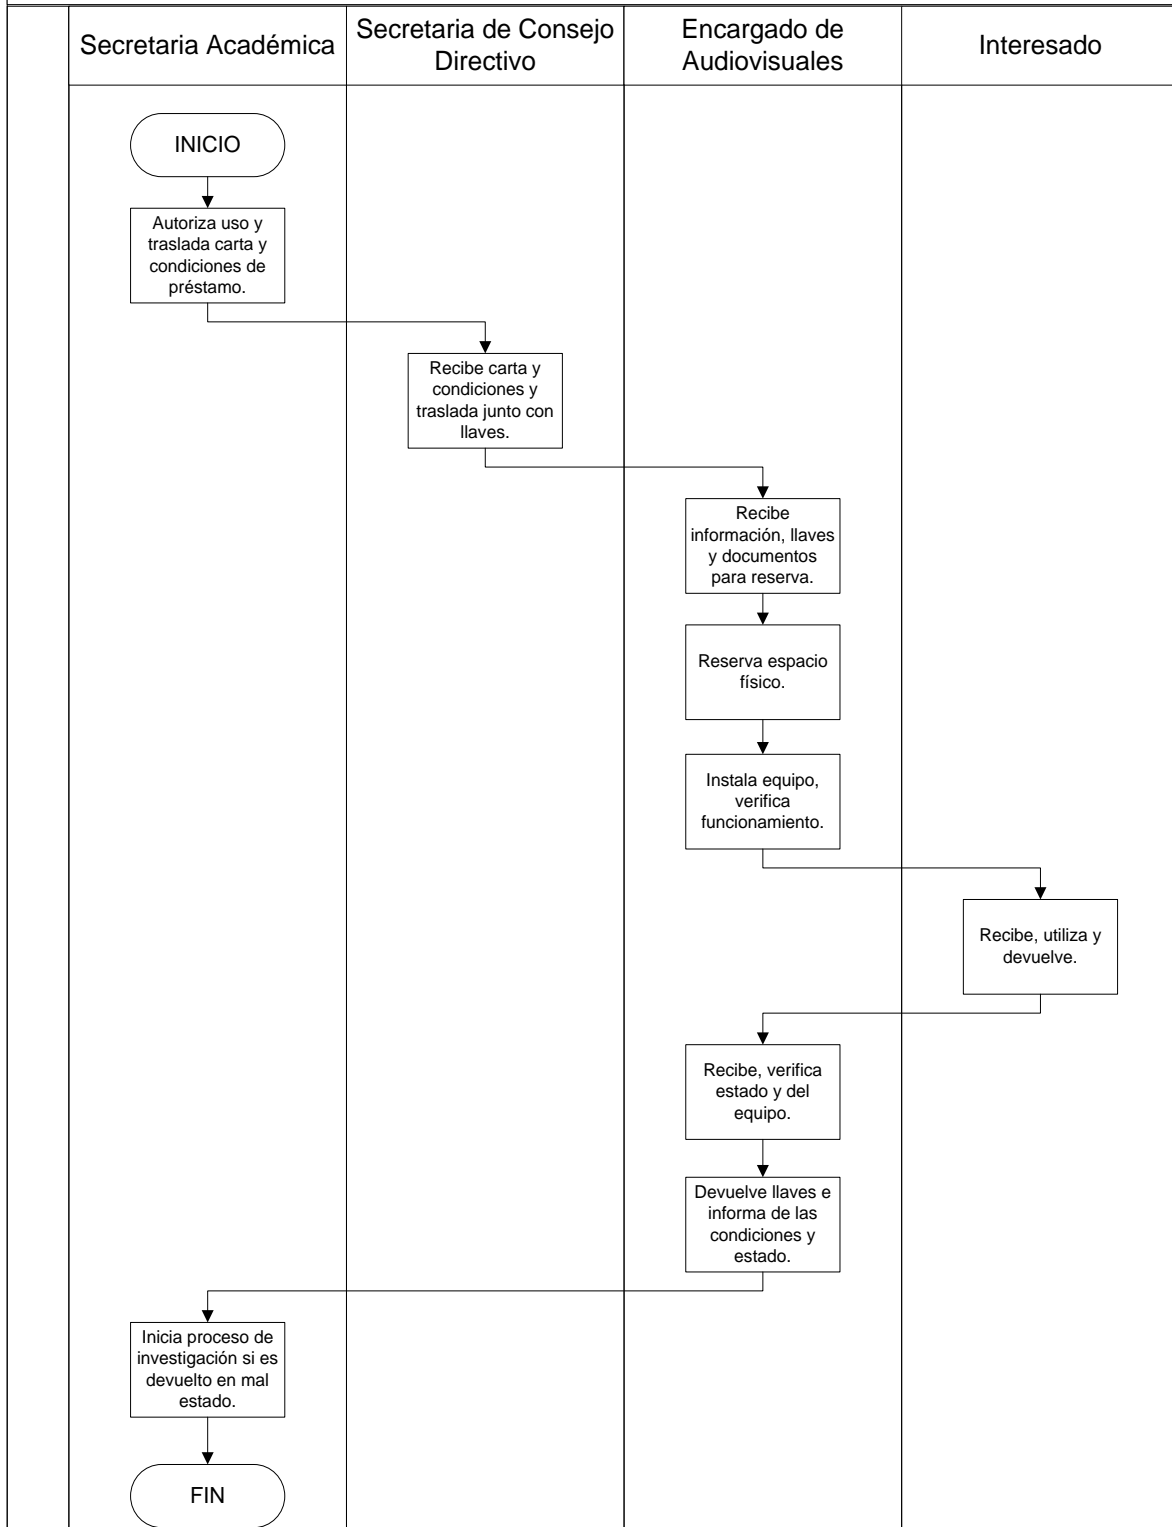 Secretaria Académica
Secretaria de Consejo
Directivo
Encargado de
Audiovisuales
Interesado
INICIO
Autoriza uso y
traslada carta y
condiciones de
préstamo.
Recibe carta y
condiciones y
traslada junto con
llaves.
Recibe
información, llaves
y documentos
para reserva.
Reserva espacio
físico.
Instala equipo,
verifica
funcionamiento.
Recibe, utiliza y
devuelve.
Recibe, verifica
estado y del
equipo.
Devuelve llaves e
informa de las
condiciones y
estado.
Inicia proceso de
investigación si es
devuelto en mal
estado.
FIN